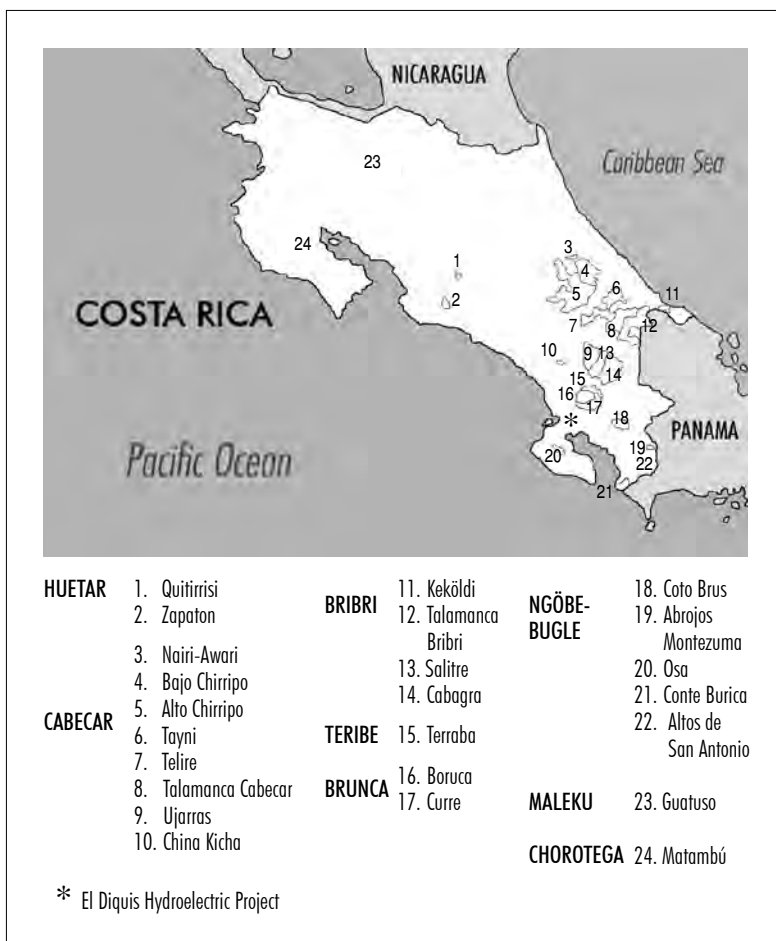 NICARAGUA
Caribbean Sea
23
24
1
2
3
4
5
6
11
7
8
12
COSTA RICA
10
9
13
15
14
16
17
*
18
PANAMA
Pacific Ocean
20
19
22
21
HUETAR
1. Quitirrisi
2. Zapaton
CABECAR
3. Nairi-Awari
4. Bajo Chirripo
5. Alto Chirripo
6. Tayni
7. Telire
8. Talamanca Cabecar
9. Ujarras
10. China Kicha
BRIBRI
11. Keköldi
12. Talamanca
Bribri
13. Salitre
14. Cabagra
TERIBE
15. Terraba
BRUNCA
16. Boruca
17. Curre
NGÖBE-
BUGLE
18. Coto Brus
19. Abrojos
Montezuma
20. Osa
21. Conte Burica
22. Altos de
San Antonio
MALEKU
23. Guatuso
CHOROTEGA
24. Matambú
* El Diquis Hydroelectric Project